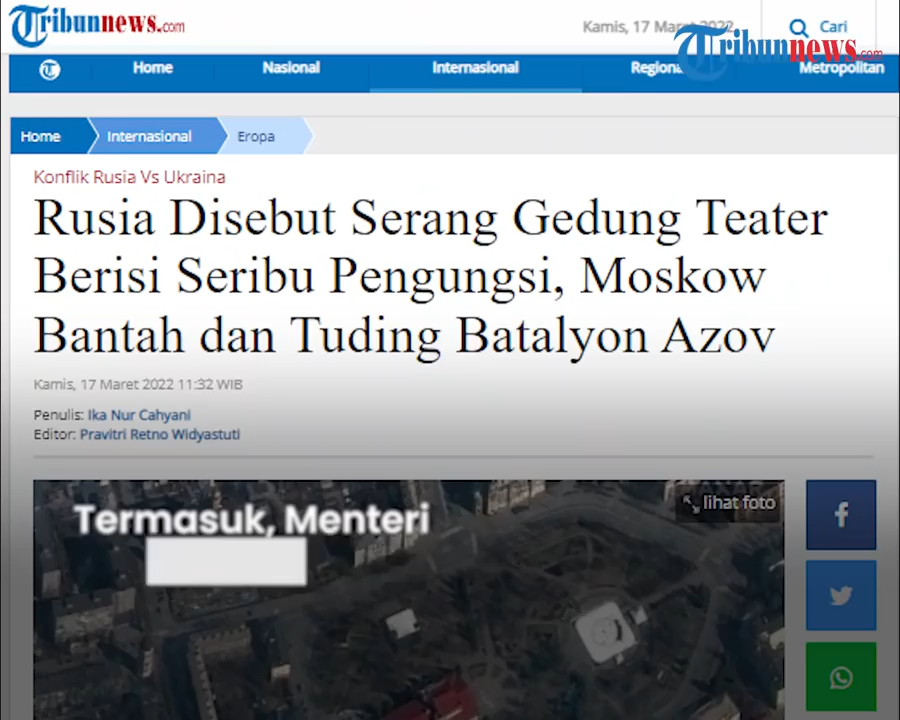 Tribunnews.com
Kamis, 17 Maret 2022
Cari
Tribunnews.com
Home
Nasional
Internasional
Regional
Metropolitan
Home
Internasional
Eropa
Konflik Rusia Vs Ukraina
Rusia Disebut Serang Gedung Teater
Berisi Seribu Pengungsi, Moskow
Bantah dan Tuding Batalyon Azov
Kamis, 17 Maret 2022 11:32 WIB
Penulis: Ika Nur Cahyani
Editor: Pravitri Retno Widyastuti
lihat foto
Termasuk, Menteri